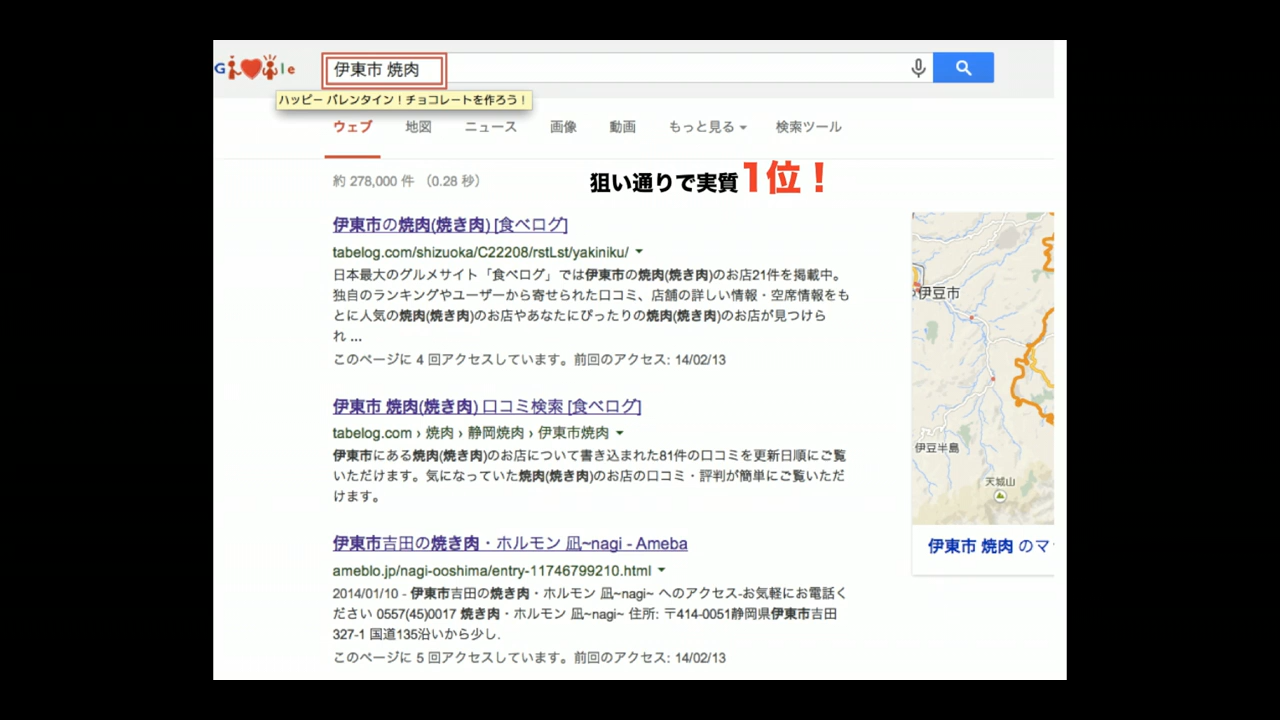 G le
伊東市 焼肉
ハッピー バレンタイン！チョコレートを作ろう！
ウェブ 地図 ニュース 画像 動画 もっと見る 検索ツール
約 278,000 件 （0.28 秒）
狙い通りで実質1位！
伊東市の焼肉(焼き肉) [食べログ]
tabelog.com/shizuoka/C22208/rstLst/yakiniku/
日本最大のグルメサイト「食べログ」では伊東市の焼肉(焼き肉)のお店21件を掲載中。
独自のランキングやユーザーから寄せられた口コミ、店舗の詳しい情報・空席情報をも
とに人気の焼肉(焼き肉)のお店やあなたにぴったりの焼肉(焼き肉)のお店が見つけら
れ ...
このページに 4 回アクセスしています。前回のアクセス: 14/02/13
伊東市 焼肉(焼き肉) 口コミ検索 [食べログ]
tabelog.com › 焼肉 › 静岡焼肉 › 伊東市焼肉
伊東市にある焼肉(焼き肉)のお店について書き込まれた81件の口コミを更新日順にご覧
いただけます。気になっていた焼肉(焼き肉)のお店の口コミ・評判が簡単にご覧いただ
けます。
伊東市吉田の焼き肉・ホルモン 凪~nagi - Ameba
ameblo.jp/nagi-ooshima/entry-11746799210.html
2014/01/10 - 伊東市吉田の焼き肉・ホルモン 凪~nagi~ へのアクセス-お気軽にお電話く
ださい 0557(45)0017 焼き肉・ホルモン 凪~nagi~ 住所: 〒414-0051静岡県伊東市吉田
327-1 国道135沿いから少し.
このページに 5 回アクセスしています。前回のアクセス: 14/02/13
伊豆市
伊豆半島
天城山
伊東市 焼肉 のマ